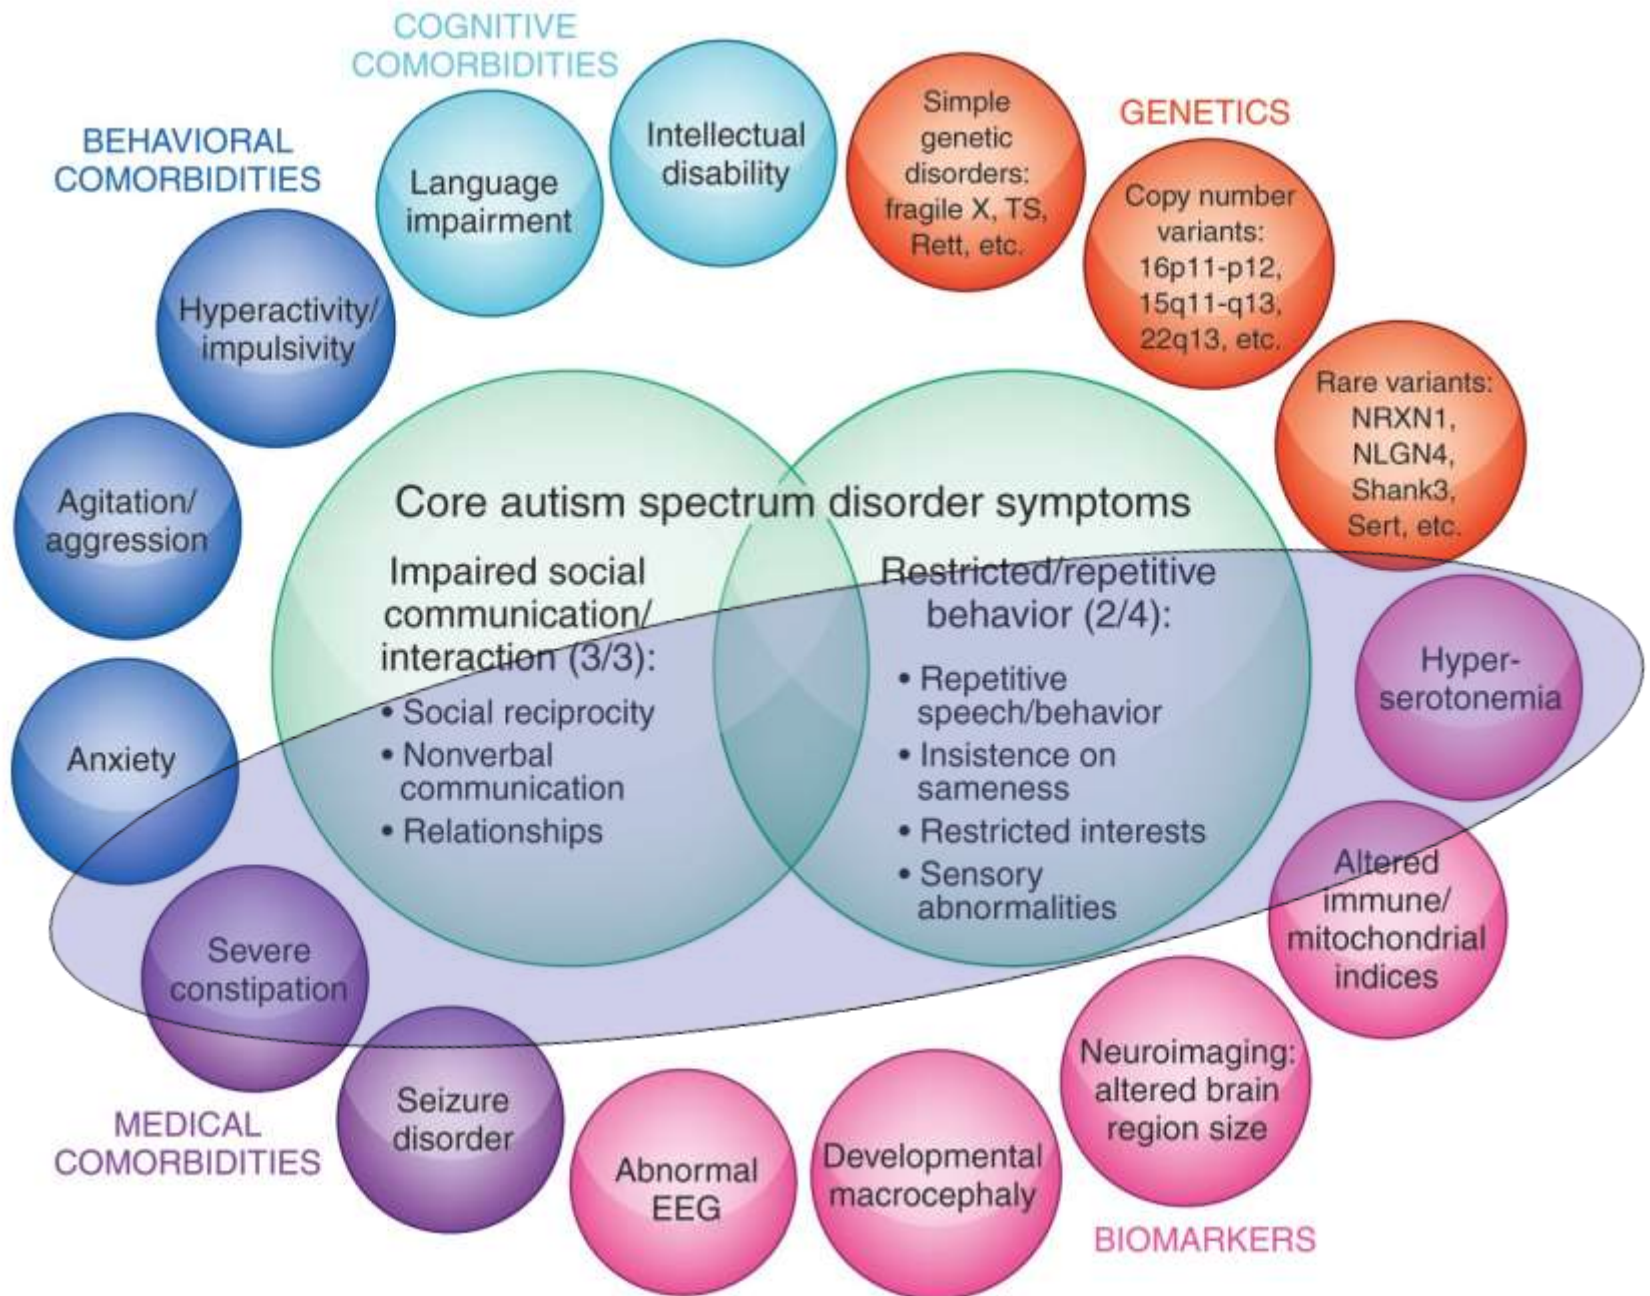 COGNITIVE
COMORBIDITIES
BEHAVIORAL
COMORBIDITIES
GENETICS
Language
impairment
Intellectual
disability
Simple
genetic
disorders:
fragile X, TS,
Rett, etc.
Copy number
variants:
16p11-p12,
15q11-q13,
22q13, etc.
Rare variants:
NRXN1,
NLGN4,
Shank3,
Sert, etc.
Hyperactivity/
impulsivity
Agitation/
aggression
Anxiety
Core autism spectrum disorder symptoms
Impaired social
communication/
interaction (3/3):
• Social reciprocity
• Nonverbal
communication
• Relationships
Restricted/repetitive
behavior (2/4):
• Repetitive
speech/behavior
• Insistence on
sameness
• Restricted interests
• Sensory
abnormalities
Hyper-
serotonemia
Altered
immune/
mitochondrial
indices
Severe
constipation
Seizure
disorder
MEDICAL
COMORBIDITIES
Abnormal
EEG
Developmental
macrocephaly
Neuroimaging:
altered brain
region size
BIOMARKERS